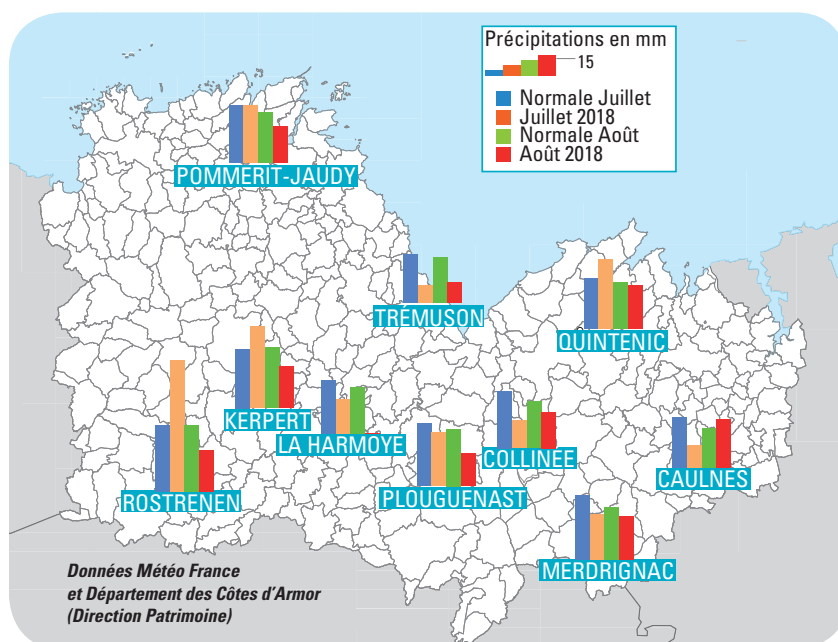 Précipitations en mm
15
Normale Juillet
Juillet 2018
Normale Août
Août 2018
POMMERIT-JAUDY
TRÉMUSON
QUINTENIC
KERPERT
LA HARMOYE
COLLINÉE
CAULNES
PLOUGUENAST
ROSTRENEN
MERDRIGNAC
Données Météo France
et Département des Côtes d'Armor
(Direction Patrimoine)